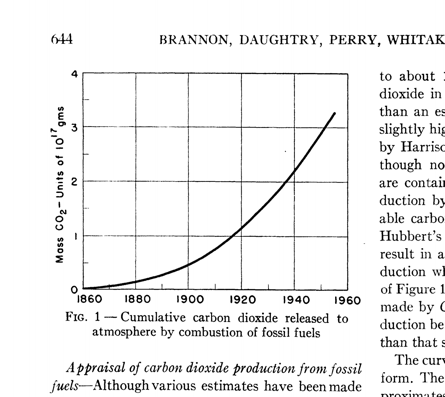 644 BRANNON, DAUGHTRY, PERRY, WHITAK
4
3
2
1
0
Mass CO₂- Units of 10¹⁷ gms
1860 1880 1900 1920 1940 1960
FIG. 1 — Cumulative carbon dioxide released to
atmosphere by combustion of fossil fuels
Appraisal of carbon dioxide production from fossil
fuels—Although various estimates have been made
to about
dioxide in
than an es
slightly hig
by Harriso
though no
are contain
duction by
able carbo
Hubbert's
result in a
duction wh
of Figure 1
made by C
duction be
than that s
The curv
form. The